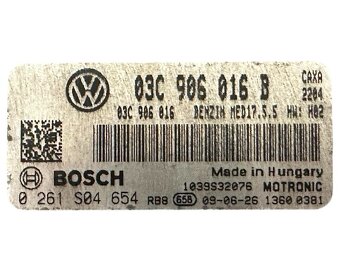 03C 906 016 B
CAXA
2204
03C 906 016 BENZIN MED17.5.5 HW: H02
Made in Hungary
BOSCH
1039S32076 MOTRONIC
0 261 S04 654 RB8 658 09-06-26 1360 0381